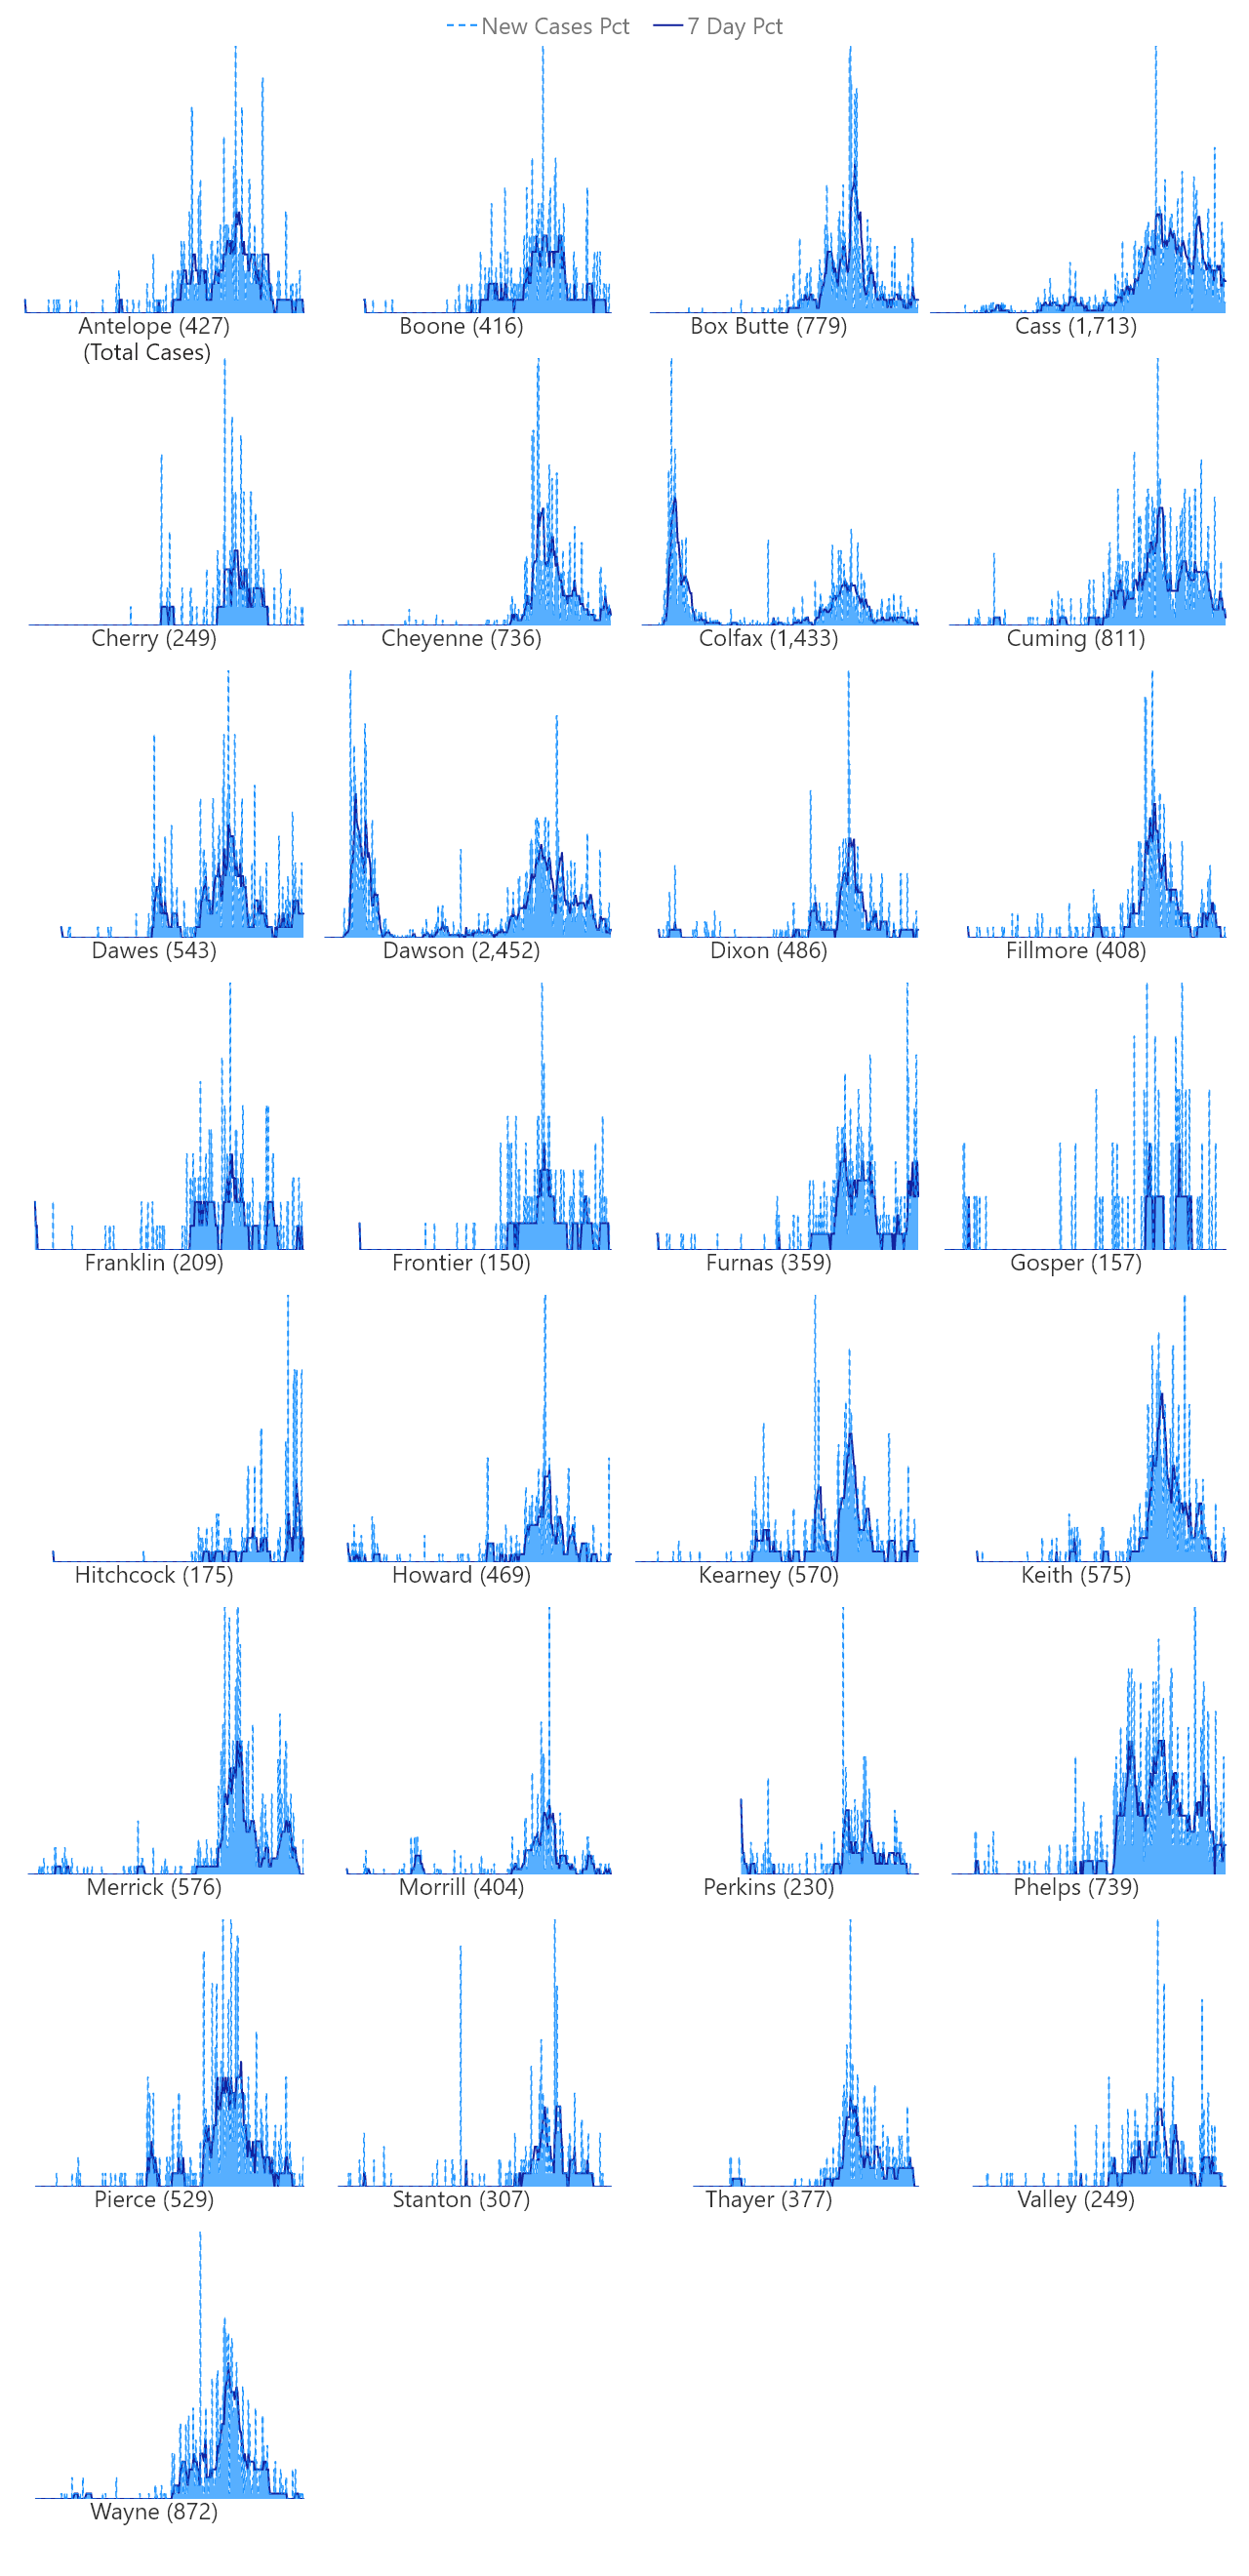 New Cases Pct 7 Day Pct
Antelope (427) Boone (416) Box Butte (779) Cass (1,713)
(Total Cases)
Cherry (249) Cheyenne (736) Colfax (1,433) Cuming (811)
Dawes (543) Dawson (2,452) Dixon (486) Fillmore (408)
Franklin (209) Frontier (150) Furnas (359) Gosper (157)
Hitchcock (175) Howard (469) Kearney (570) Keith (575)
Merrick (576) Morrill (404) Perkins (230) Phelps (739)
Pierce (529) Stanton (307) Thayer (377) Valley (249)
Wayne (872)